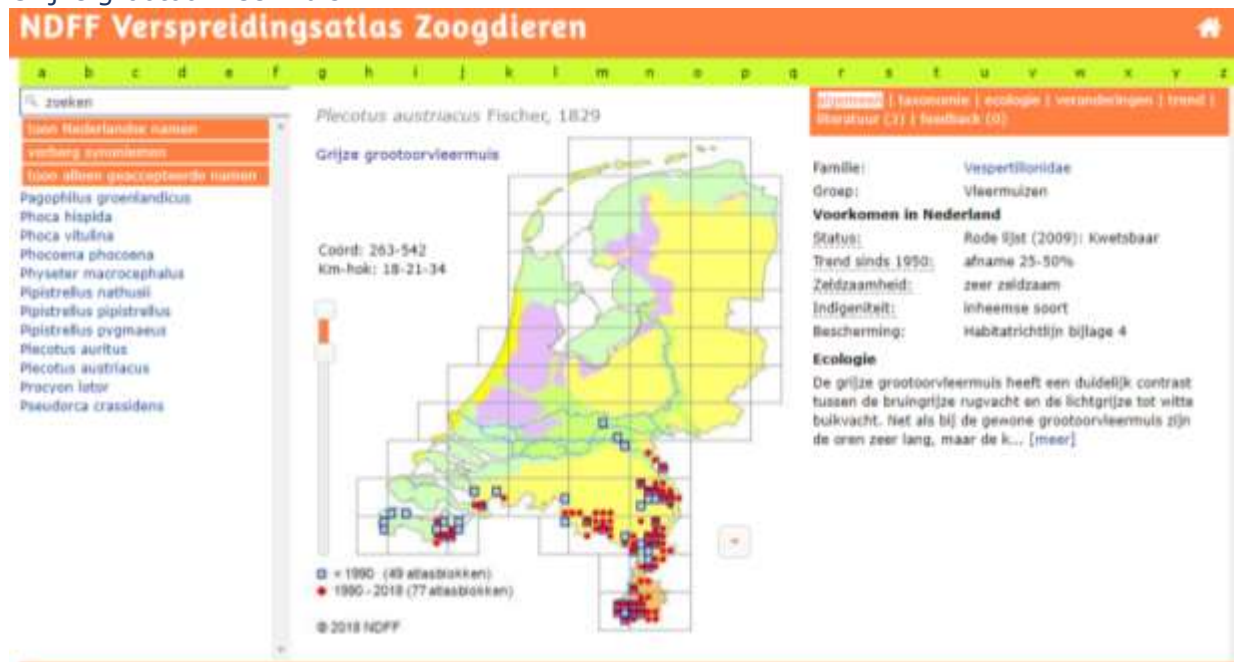 NDFF Verspreidingsatlas Zoogdieren
a b c d e f g h i j k l m n o p q r s t u v w x y z
zoeken
toon Nederlandse namen
verberg synoniemen
toon alleen geaccepteerde namen
Pagophilus groenlandicus
Phoca hispida
Phoca vitulina
Phocoena phocoena
Physeter macrocephalus
Pipistrellus nathusii
Pipistrellus pipistrellus
Pipistrellus pygmaeus
Plecotus auritus
Plecotus austriacus
Procyon lotor
Pseudorca crassidens
Plecotus austriacus Fischer, 1829
Grijze grootoorvleermuis
Coörd: 263-542
Km-hok: 18-21-34
< 1990 (49 atlasblokken)
1990 - 2018 (77 atlasblokken)
© 2018 NDFF
algemeen | taxonomie | ecologie | veranderingen | trend |
literatuur (3) | feedback (0)
Familie: Vespertilionidae
Groep: Vleermuizen
Voorkomen in Nederland
Status: Rode lijst (2009): Kwetsbaar
Trend sinds 1950: afname 25-50%
Zeldzaamheid: zeer zeldzaam
Indigeniteit: inheemse soort
Bescherming: Habitatrichtlijn bijlage 4
Ecologie
De grijze grootoorvleermuis heeft een duidelijk contrast
tussen de bruingrijze rugvacht en de lichtgrijze tot witte
buikvacht. Net als bij de gewone grootoorvleermuis zijn
de oren zeer lang, maar de k... [meer]